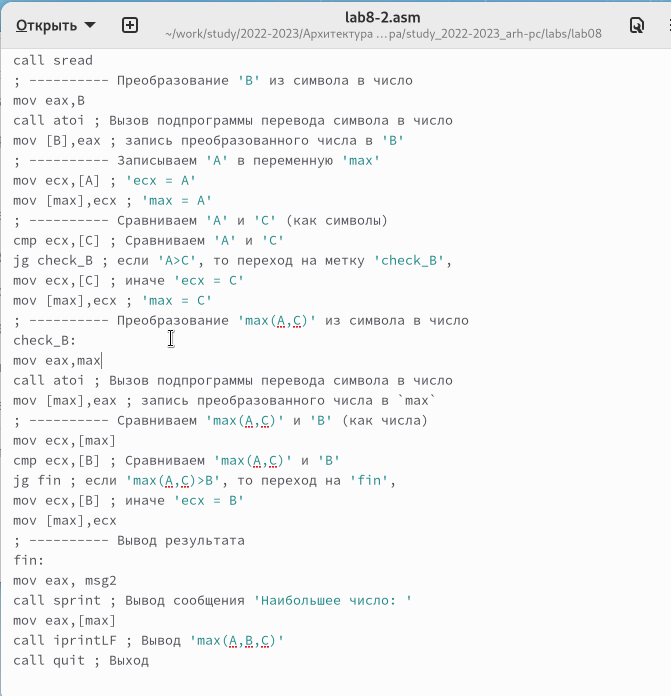 Открыть
lab8-2.asm
~/work/study/2022-2023/Архитектура …pa/study_2022-2023_arh-pc/labs/lab08
call sread
; ---------- Преобразование 'B' из символа в число
mov eax,B
call atoi ; Вызов подпрограммы перевода символа в число
mov [B],eax ; запись преобразованного числа в 'B'
; ---------- Записываем 'A' в переменную 'max'
mov ecx,[A] ; 'ecx = A'
mov [max],ecx ; 'max = A'
; ---------- Сравниваем 'A' и 'C' (как символы)
cmp ecx,[C] ; Сравниваем 'A' и 'C'
jg check_B ; если 'A>C', то переход на метку 'check_B',
mov ecx,[C] ; иначе 'ecx = C'
mov [max],ecx ; 'max = C'
; ---------- Преобразование 'max(A,C)' из символа в число
check_B:
mov eax,max
call atoi ; Вызов подпрограммы перевода символа в число
mov [max],eax ; запись преобразованного числа в `max`
; ---------- Сравниваем 'max(A,C)' и 'B' (как числа)
mov ecx,[max]
cmp ecx,[B] ; Сравниваем 'max(A,C)' и 'B'
jg fin ; если 'max(A,C)>B', то переход на 'fin',
mov ecx,[B] ; иначе 'ecx = B'
mov [max],ecx
; ---------- Вывод результата
fin:
mov eax, msg2
call sprint ; Вывод сообщения 'Наибольшее число: '
mov eax,[max]
call iprintLF ; Вывод 'max(A,B,C)'
call quit ; Выход